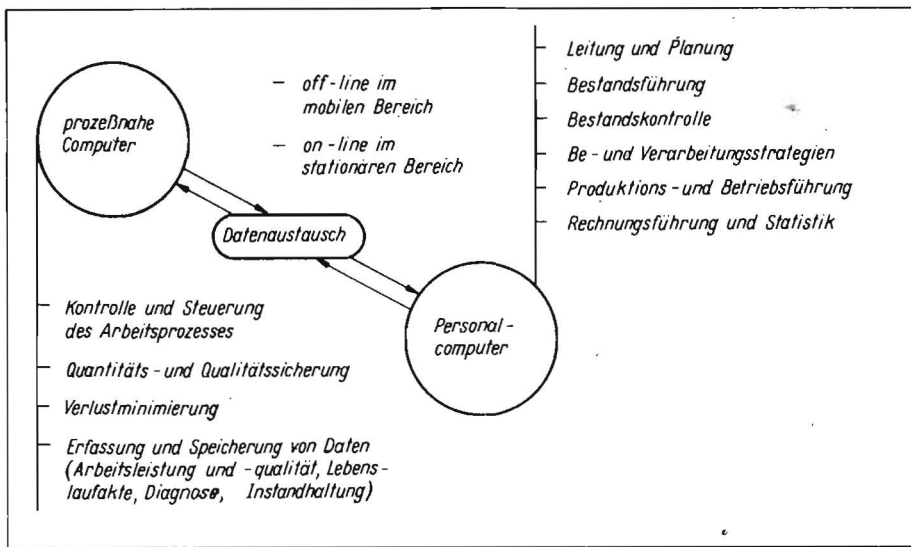 prozeßnahe
Computer
– off-line im
mobilen Bereich
– on-line im
stationären Bereich
Datenaustausch
Personal-
computer
– Leitung und Planung
– Bestandsführung
– Bestandskontrolle
– Be- und Verarbeitungsstrategien
– Produktions- und Betriebsführung
– Rechnungsführung und Statistik
– Kontrolle und Steuerung
des Arbeitsprozesses
– Quantitäts- und Qualitätssicherung
– Verlustminimierung
– Erfassung und Speicherung von Daten
(Arbeitsleistung und -qualität, Lebens-
laufakte, Diagnose, Instandhaltung)